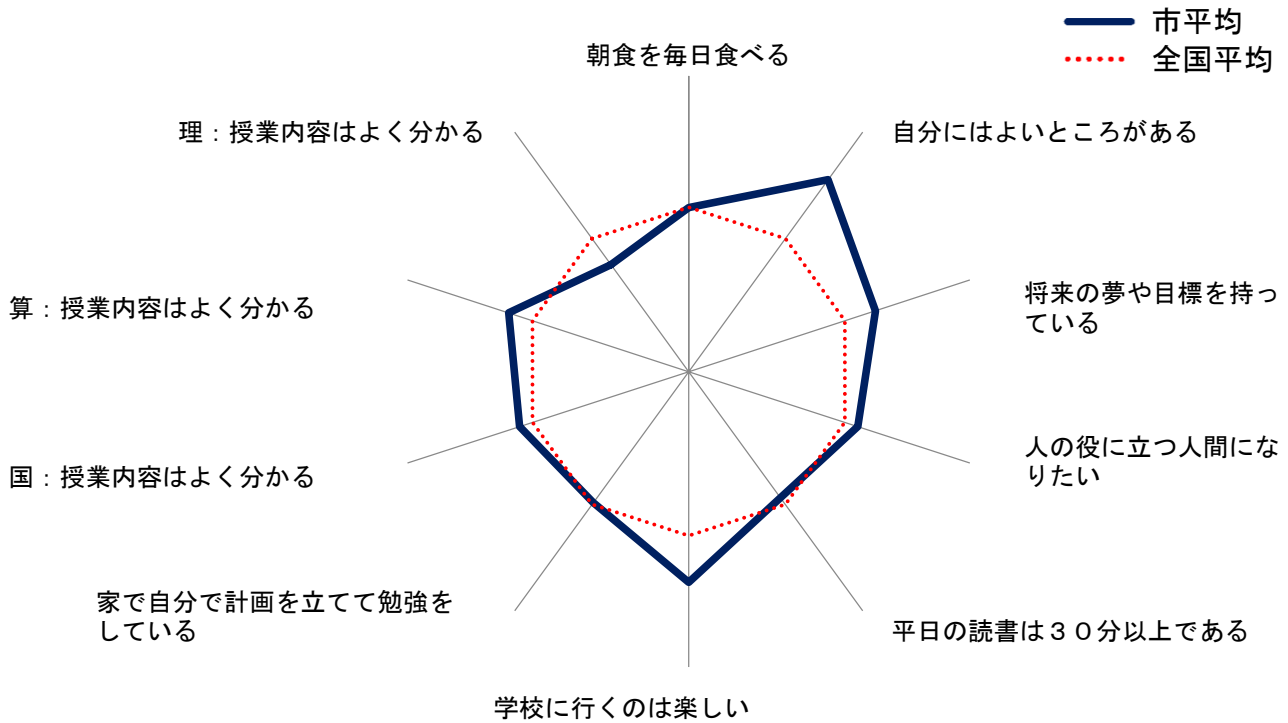 市平均
全国平均
朝食を毎日食べる
自分にはよいところがある
将来の夢や目標を持っ
ている
人の役に立つ人間にな
りたい
平日の読書は３０分以上である
学校に行くのは楽しい
家で自分で計画を立てて勉強を
している
国：授業内容はよく分かる
算：授業内容はよく分かる
理：授業内容はよく分かる